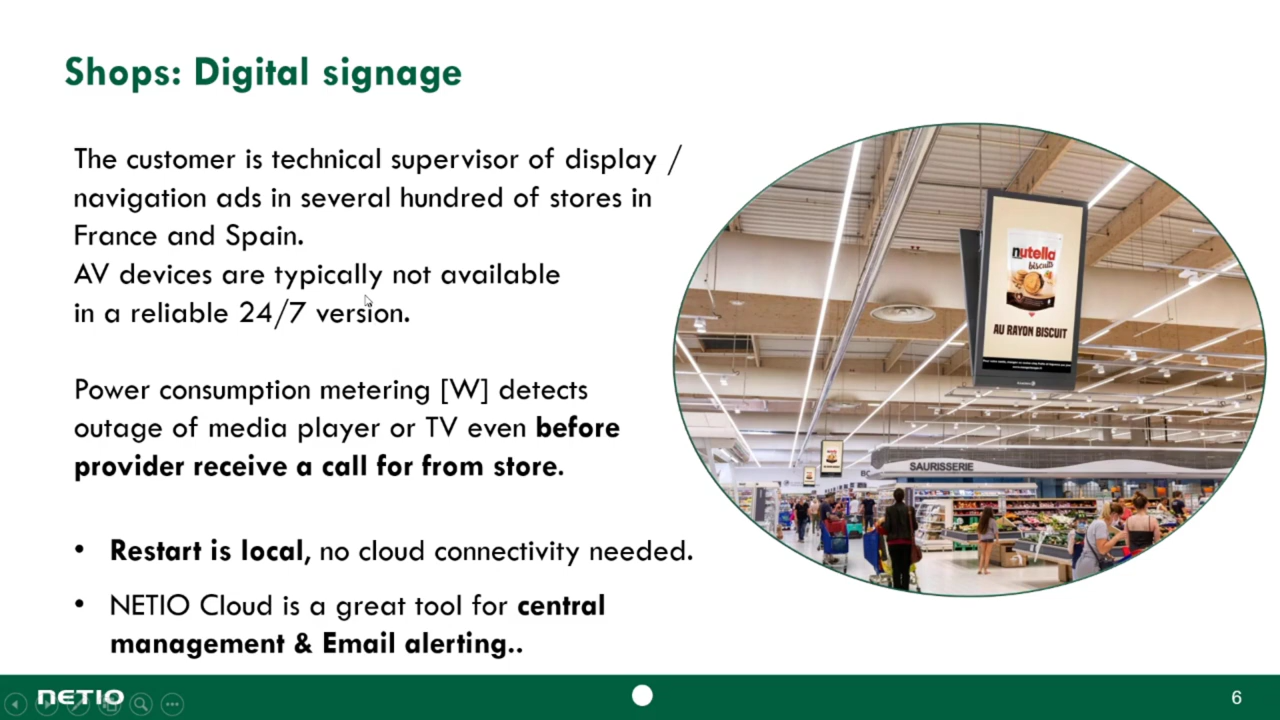 Shops: Digital signage
The customer is technical supervisor of display /
navigation ads in several hundred of stores in
France and Spain.
AV devices are typically not available
in a reliable 24/7 version.
Power consumption metering [W] detects
outage of media player or TV even before
provider receive a call for from store.
• Restart is local, no cloud connectivity needed.
• NETIO Cloud is a great tool for central
management & Email alerting..
nutella
biscuits
AU RAYON BISCUIT
SAURISSERIE
NETIO
6